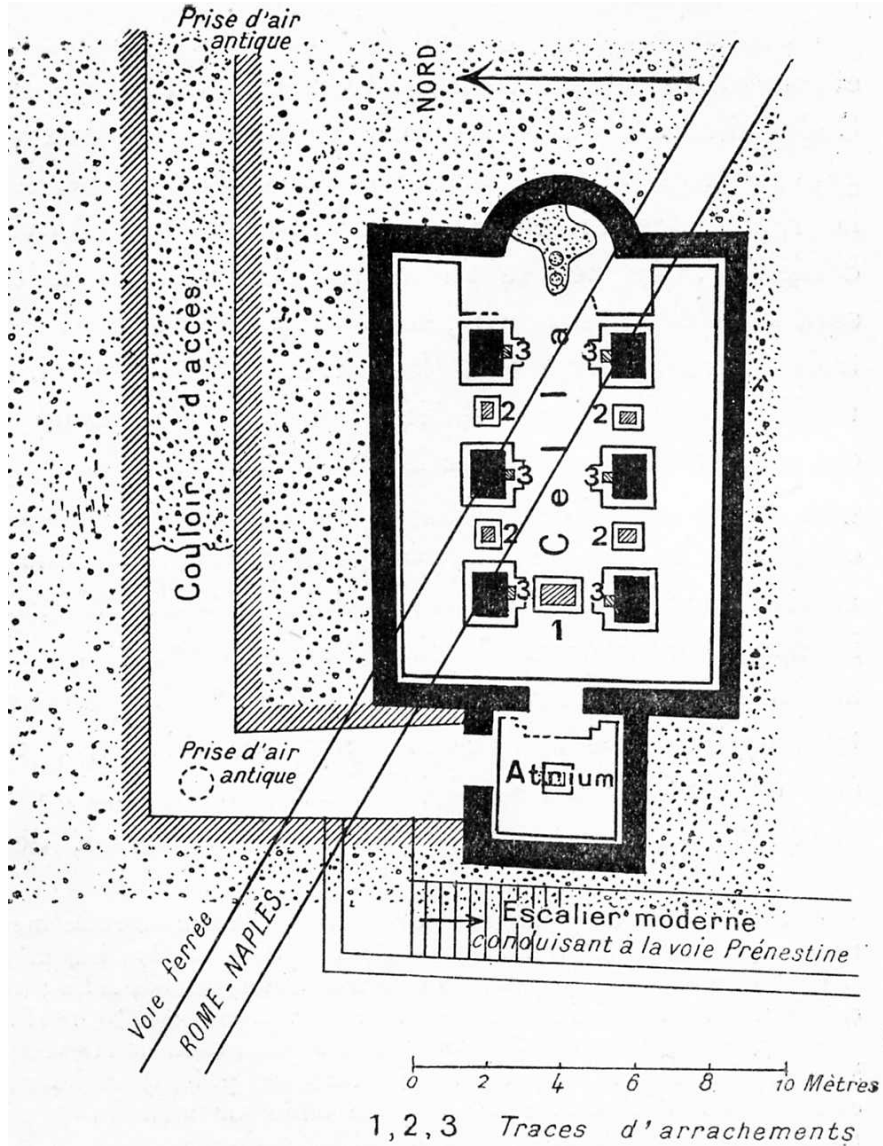 Prise d'air
antique
NORD
Couloir d'accès
3
3
2
2
Cella
3
3
2
2
3
3
1
Prise d'air
antique
Atrium
Voie ferrée
ROME-NAPLES
Escalier moderne
conduisant à la voie Prénestine
0 2 4 6 8 10 Mètres
1, 2, 3 Traces d'arrachements